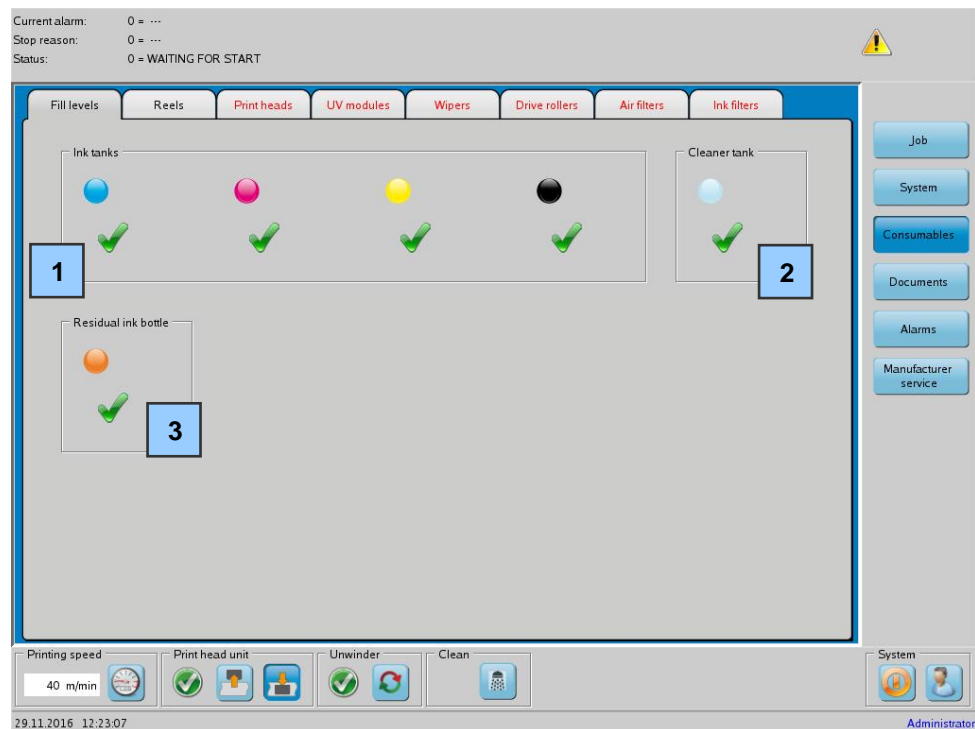 Current alarm: 0 = ---
Stop reason: 0 = ---
Status: 0 = WAITING FOR START
Fill levels Reels Print heads UV modules Wipers Drive rollers Air filters Ink filters
Ink tanks Cleaner tank
1 2
Residual ink bottle
3
Job
System
Consumables
Documents
Alarms
Manufacturer
service
Printing speed Print head unit Unwinder Clean System
40 m/min
29.11.2016 12:23:07 Administrator